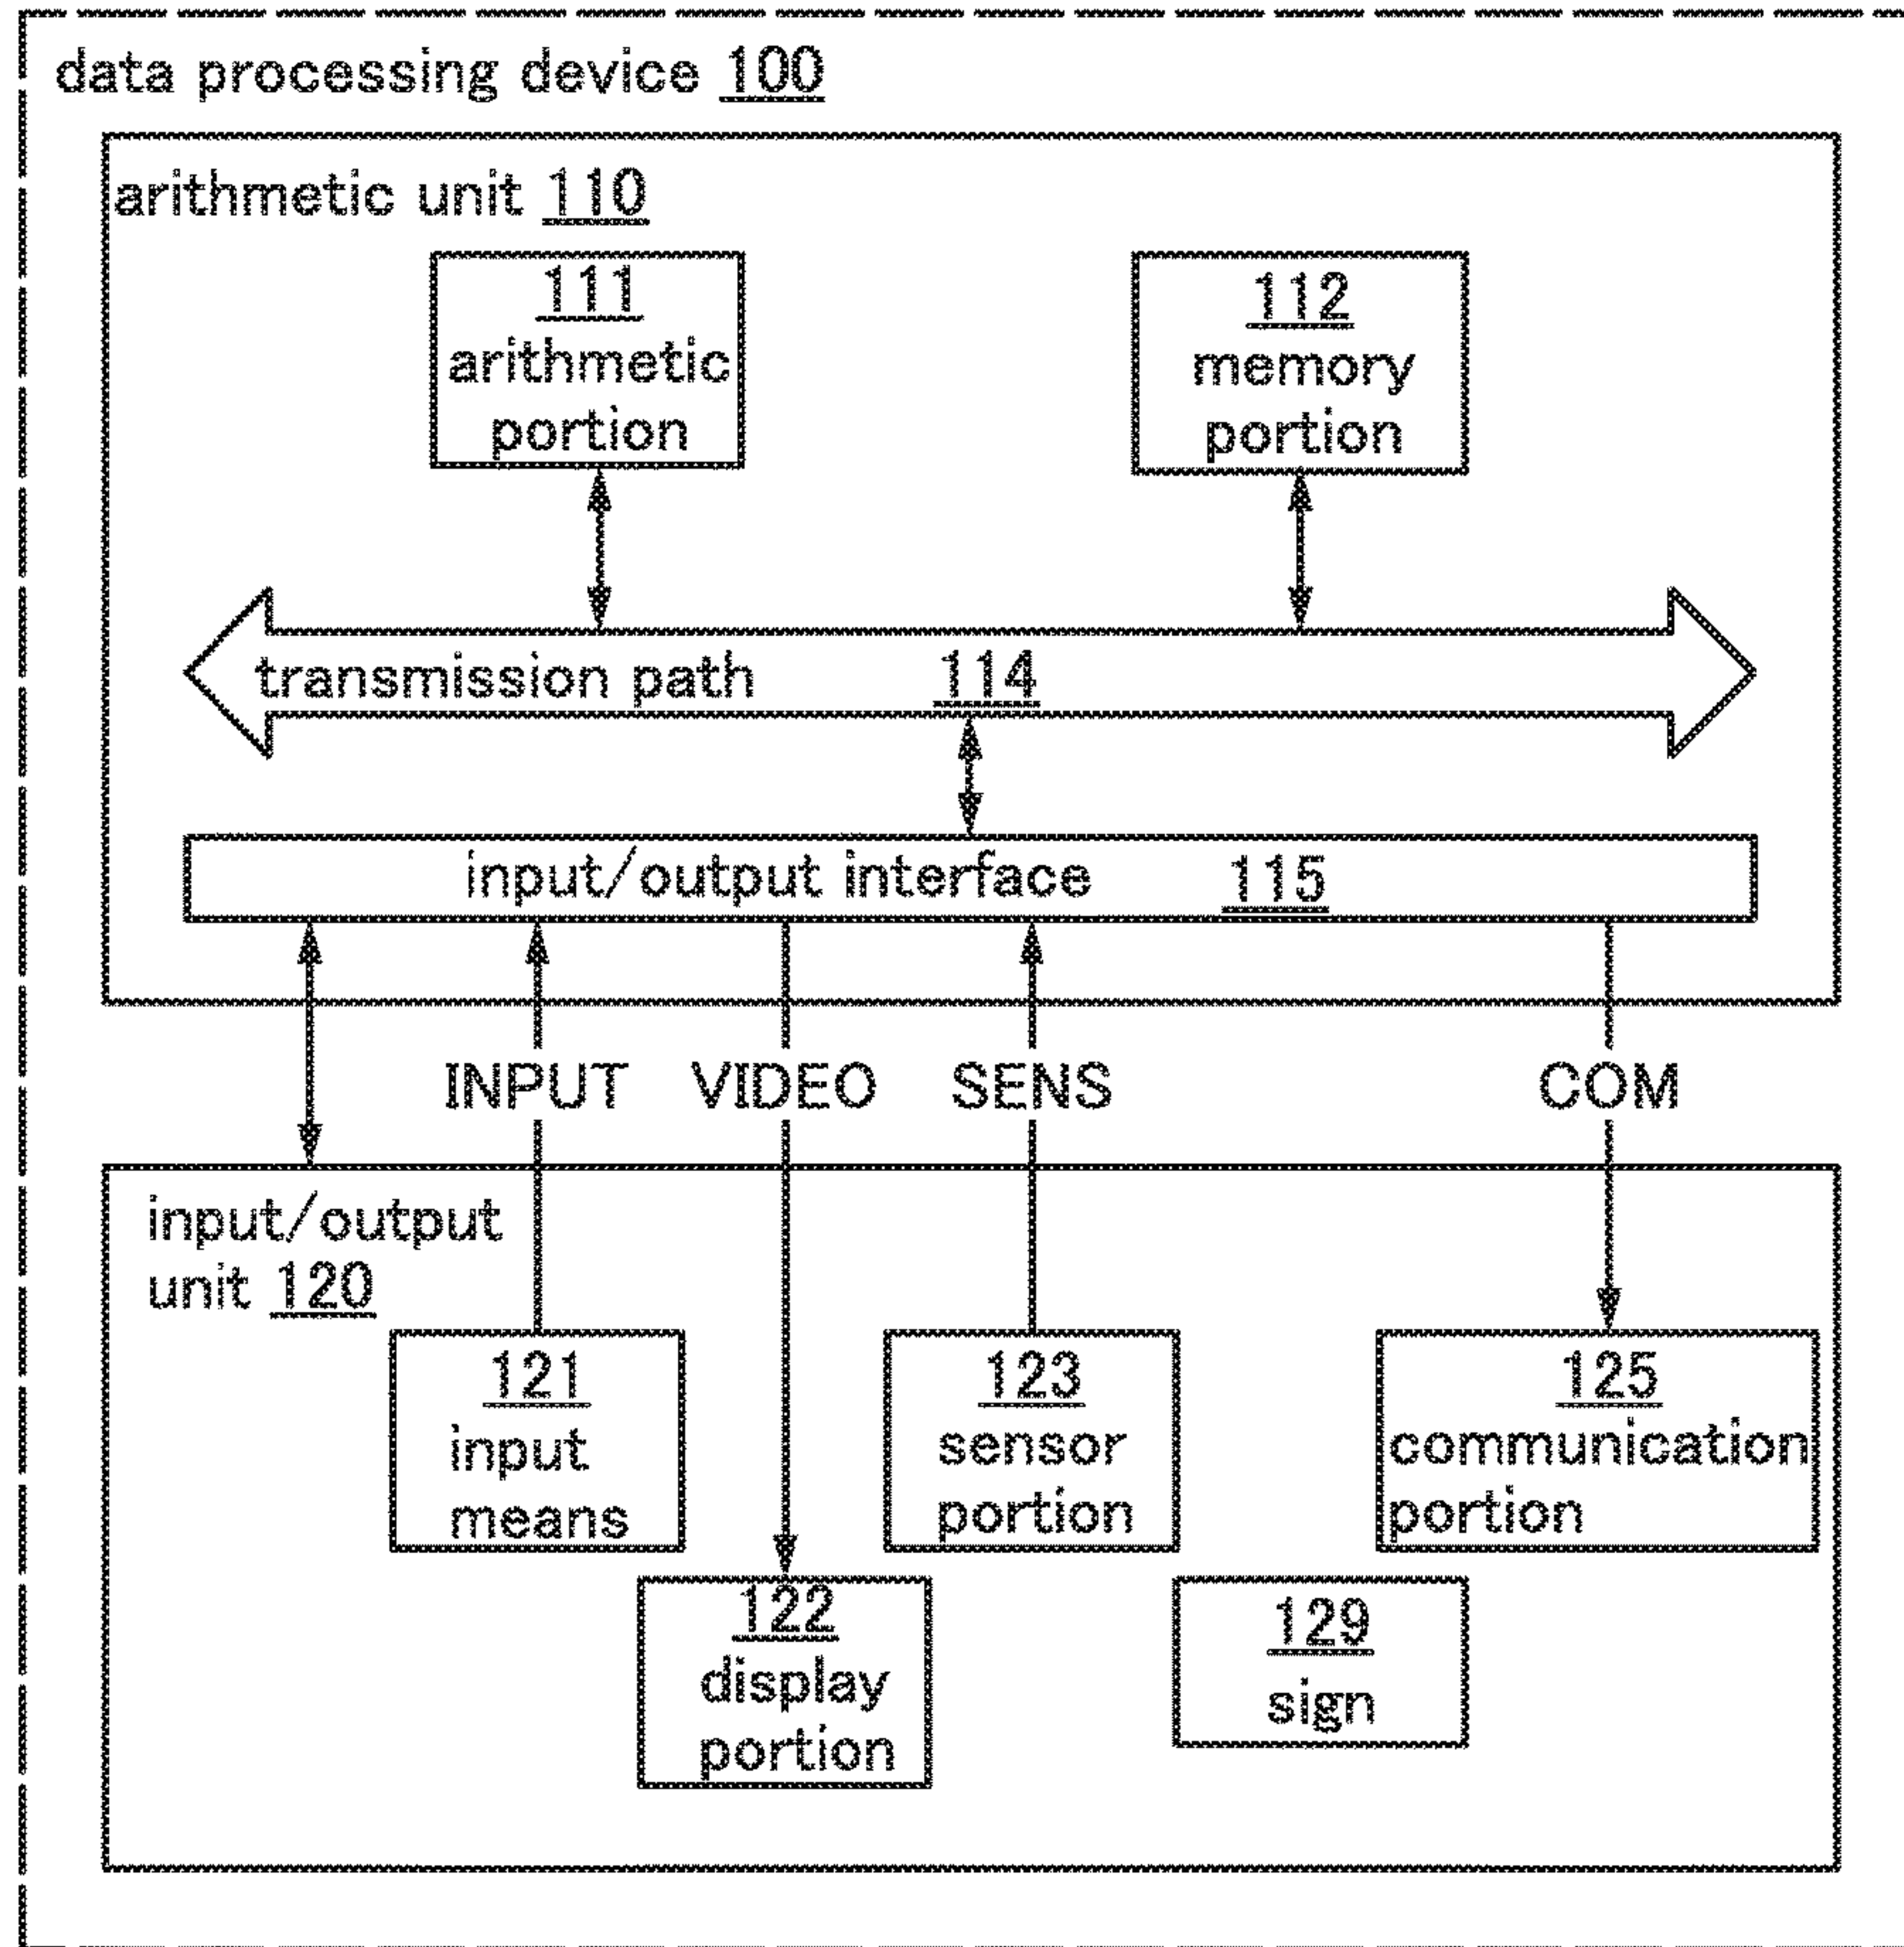 data processing device 100
arithmetic unit 110
111
arithmetic
portion
112
memory
portion
transmission path 114
input/output interface 115
INPUT VIDEO SENS COM
input/output
unit 120
121
input
means
123
sensor
portion
125
communication
portion
122
display
portion
129
sign